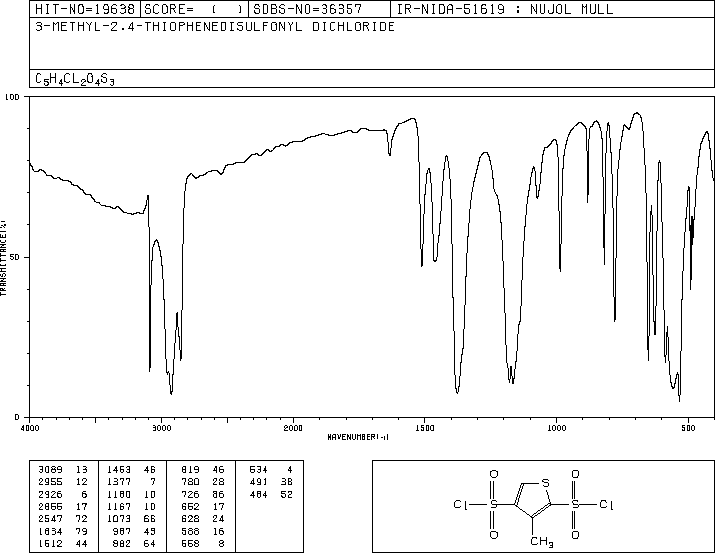 HIT-NO=19638 SCORE= ( ) SDBS-NO=36357 IR-NIDA-51619 : NUJOL MULL
3-METHYL-2,4-THIOPHENEDISULFONYL DICHLORIDE
C5H4CL2O4S3
100
50
0
TRANSMITTANCE(%)
4000 3000 2000 1500 1000 500
WAVENUMBER(-1)
3089 13 1463 46 819 46 534 4
2955 12 1377 7 780 28 491 38
2926 6 1180 10 726 86 484 52
2855 17 1167 10 652 17
2547 72 1073 66 628 24
1634 79 987 43 588 16
1512 44 882 64 558 8
O S O
Cl S S Cl
O O
CH3